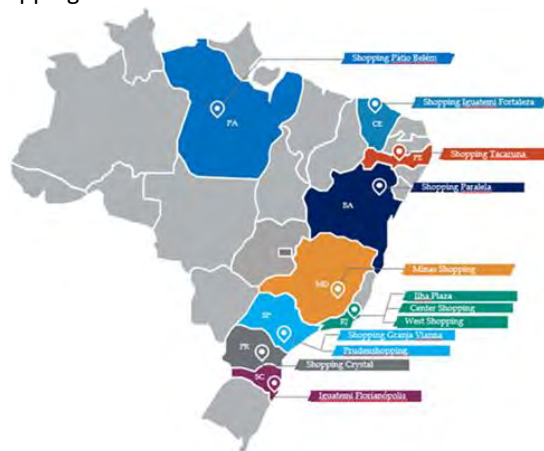 Shopping Pátio Belém
PA
Shopping Iguatemi Fortaleza
CE
Shopping Tacaruna
PE
Shopping Paralela
BA
Minas Shopping
MG
Ilha Plaza
Center Shopping
RJ
West Shopping
SP
Shopping Granja Vianna
Prudenshopping
PR
Shopping Crystal
SC
Iguatemi Florianópolis